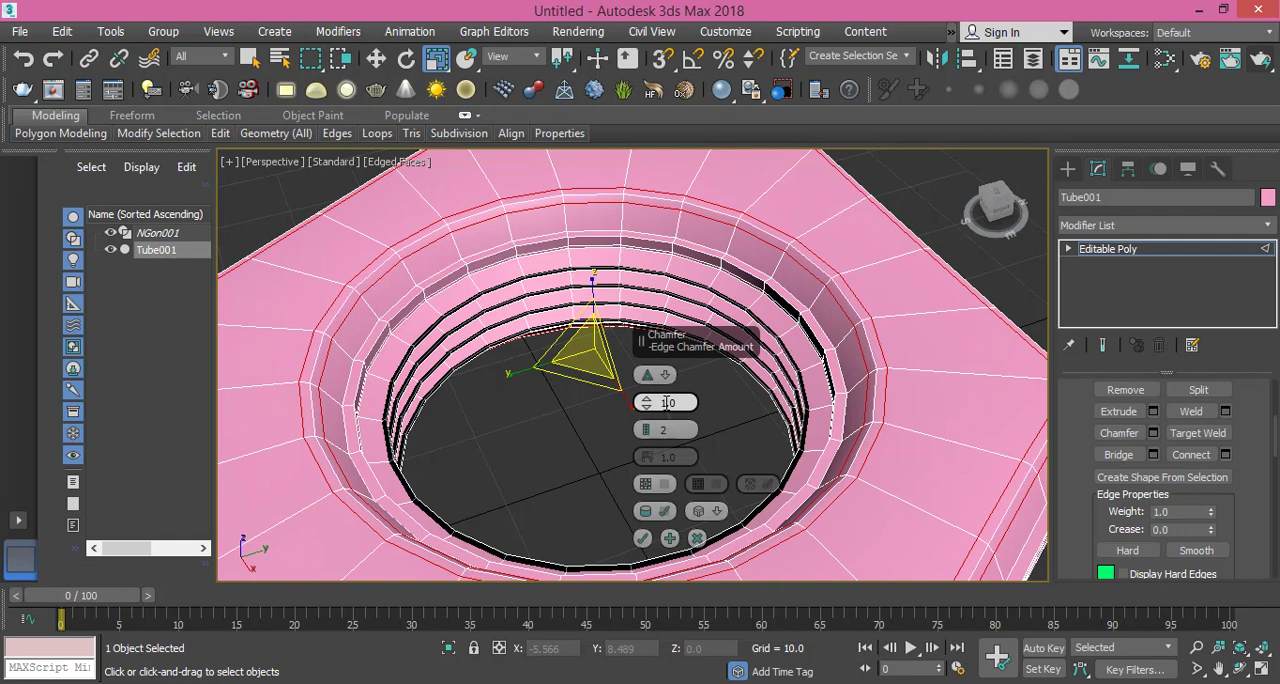 Untitled - Autodesk 3ds Max 2018
File Edit Tools Group Views Create Modifiers Animation Graph Editors Rendering Civil View Customize Scripting Content » Sign In Workspaces: Default
All View Create Selection Se
Modeling Freeform Selection Object Paint Populate
Polygon Modeling Modify Selection Edit Geometry (All) Edges Loops Tris Subdivision Align Properties
Select Display Edit
[+] [Perspective ] [Standard ] [Edged Faces ]
Name (Sorted Ascending)
NGon001
Tube001
Tube001
Modifier List
Editable Poly
Chamfer
-Edge Chamfer Amount
1.0
2
1.0
Remove Split
Extrude Weld
Chamfer Target Weld
Bridge Connect
Create Shape From Selection
Edge Properties
Weight: 1.0
Crease: 0.0
Hard Smooth
Display Hard Edges
z
y
z
y
x
< 0 / 100 >
0 5 10 15 20 25 30 35 40 45 50 55 60 65 70 75 80 85 90 95 100
1 Object Selected X: -5.566 Y: 8.489 Z: 0.0 Grid = 10.0 Auto Key Selected
MAXScript Mi Click or click-and-drag to select objects Add Time Tag 0 Set Key Key Filters...